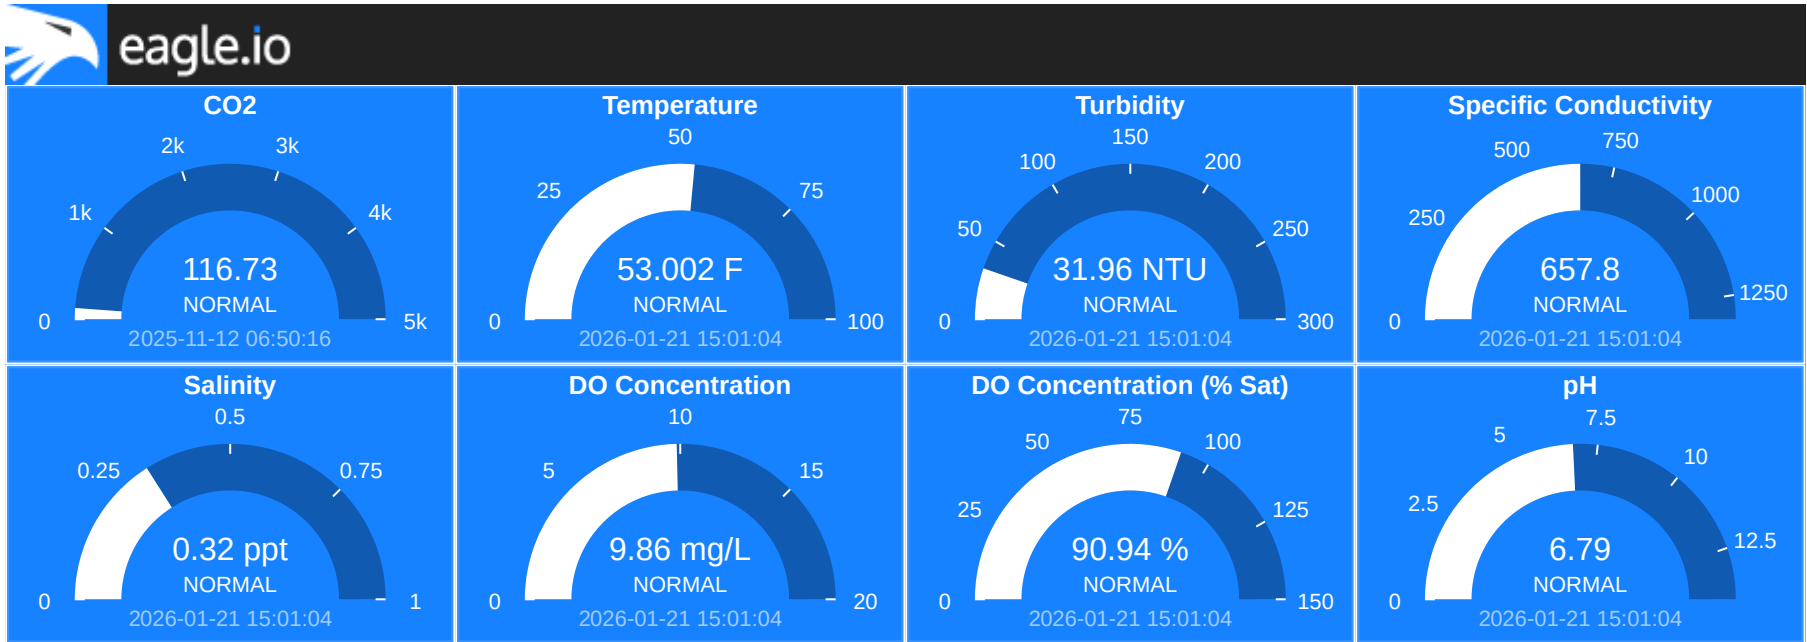 eagle.io
CO2
0
1k
2k
3k
4k
5k
116.73
NORMAL
2025-11-12 06:50:16
Temperature
0
25
50
75
100
53.002 F
NORMAL
2026-01-21 15:01:04
Turbidity
0
50
100
150
200
250
300
31.96 NTU
NORMAL
2026-01-21 15:01:04
Specific Conductivity
0
250
500
750
1000
1250
657.8
NORMAL
2026-01-21 15:01:04
Salinity
0
0.25
0.5
0.75
1
0.32 ppt
NORMAL
2026-01-21 15:01:04
DO Concentration
0
5
10
15
20
9.86 mg/L
NORMAL
2026-01-21 15:01:04
DO Concentration (% Sat)
0
25
50
75
100
125
150
90.94 %
NORMAL
2026-01-21 15:01:04
pH
0
2.5
5
7.5
10
12.5
6.79
NORMAL
2026-01-21 15:01:04